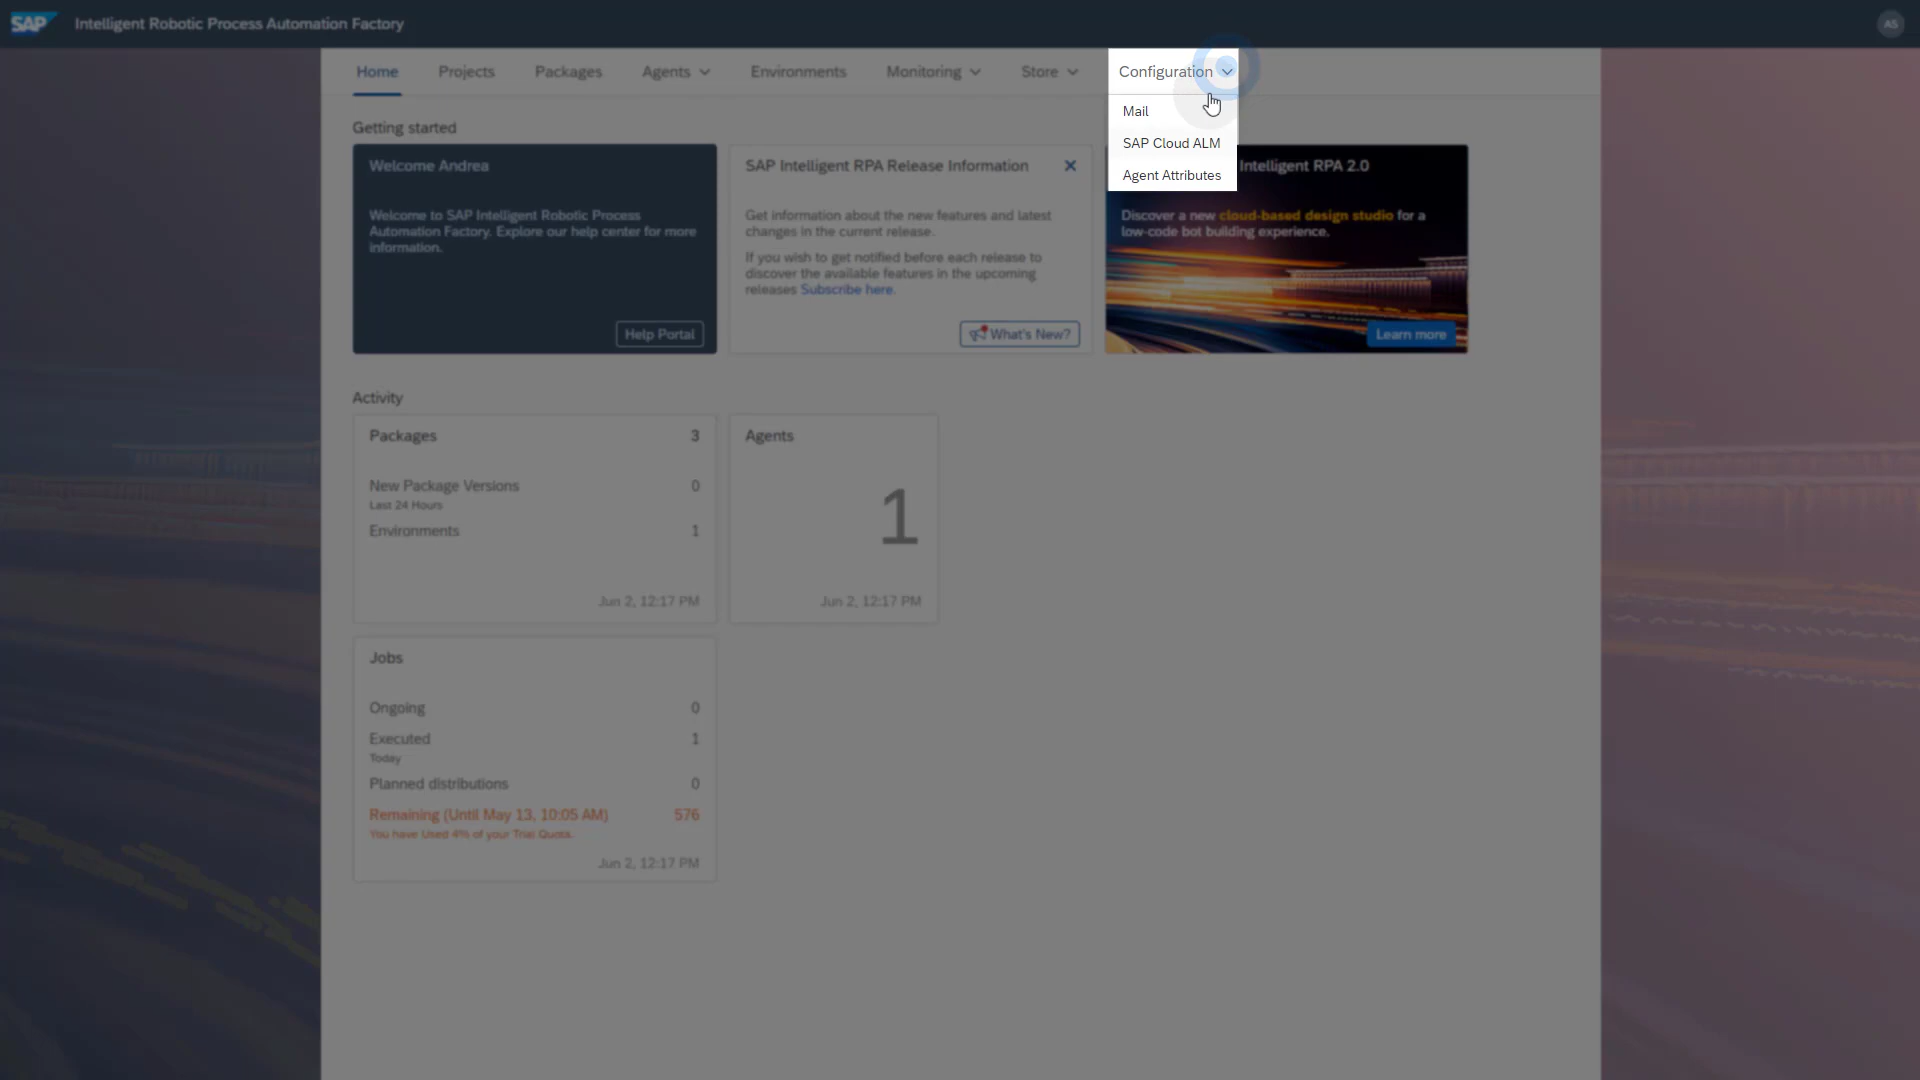 SAP Intelligent Robotic Process Automation Factory AS
Home Projects Packages Agents Environments Monitoring Store Configuration
Mail
SAP Cloud ALM
Agent Attributes
Getting started
Welcome Andrea
Welcome to SAP Intelligent Robotic Process
Automation Factory. Explore our help center for more
information.
Help Portal
SAP Intelligent RPA Release Information
Get information about the new features and latest
changes in the current release.
If you wish to get notified before each release to
discover the available features in the upcoming
releases Subscribe here.
What's New?
Intelligent RPA 2.0
Discover a new cloud-based design studio for a
low-code bot building experience.
Learn more
Activity
Packages 3
New Package Versions 0
Last 24 Hours
Environments 1
Jun 2, 12:17 PM
Agents
1
Jun 2, 12:17 PM
Jobs
Ongoing 0
Executed 1
Today
Planned distributions 0
Remaining (Until May 13, 10:05 AM) 576
You have Used 4% of your Trial Quota.
Jun 2, 12:17 PM